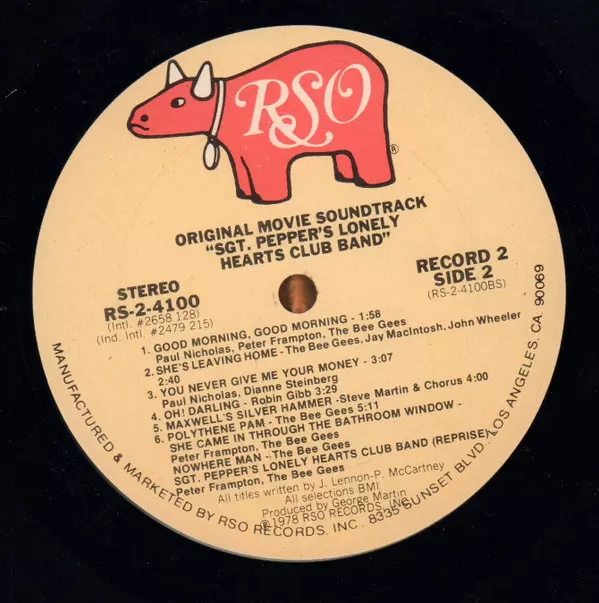 RSO
®
ORIGINAL MOVIE SOUNDTRACK
"SGT. PEPPER'S LONELY
HEARTS CLUB BAND"
STEREO
RS-2-4100
(Intl. #2658 128)
(Ind. Intl. #2479 215)
RECORD 2
SIDE 2
(RS-2-4100BS)
1. GOOD MORNING, GOOD MORNING - 1:58
Paul Nicholas, Peter Frampton, The Bee Gees
2. SHE'S LEAVING HOME - The Bee Gees, Jay MacIntosh, John Wheeler
2:40
3. YOU NEVER GIVE ME YOUR MONEY - 3:07
Paul Nicholas, Dianne Steinberg
4. OH! DARLING - Robin Gibb 3:29
5. MAXWELL'S SILVER HAMMER -Steve Martin & Chorus 4:00
6. POLYTHENE PAM - The Bee Gees 5:11
SHE CAME IN THROUGH THE BATHROOM WINDOW -
Peter Frampton, The Bee Gees
NOWHERE MAN - The Bee Gees
SGT. PEPPER'S LONELY HEARTS CLUB BAND (REPRISE)
Peter Frampton, The Bee Gees
All titles written by J. Lennon-P. McCartney
All selections BMI
Produced by George Martin
℗1978 RSO RECORDS, INC.
MANUFACTURED & MARKETED BY RSO RECORDS, INC. 8335 SUNSET BLVD., LOS ANGELES, CA. 90069